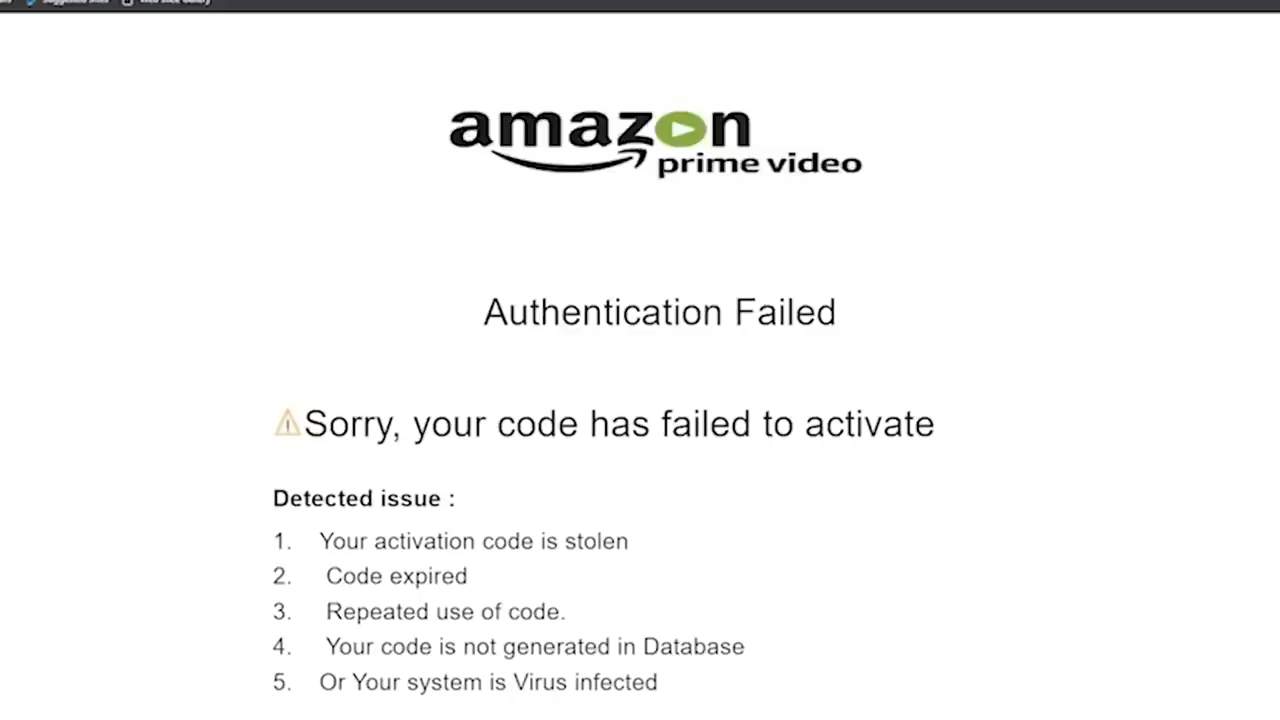 amazon
prime video
Authentication Failed
Sorry, your code has failed to activate
Detected issue :
1. Your activation code is stolen
2. Code expired
3. Repeated use of code.
4. Your code is not generated in Database
5. Or Your system is Virus infected